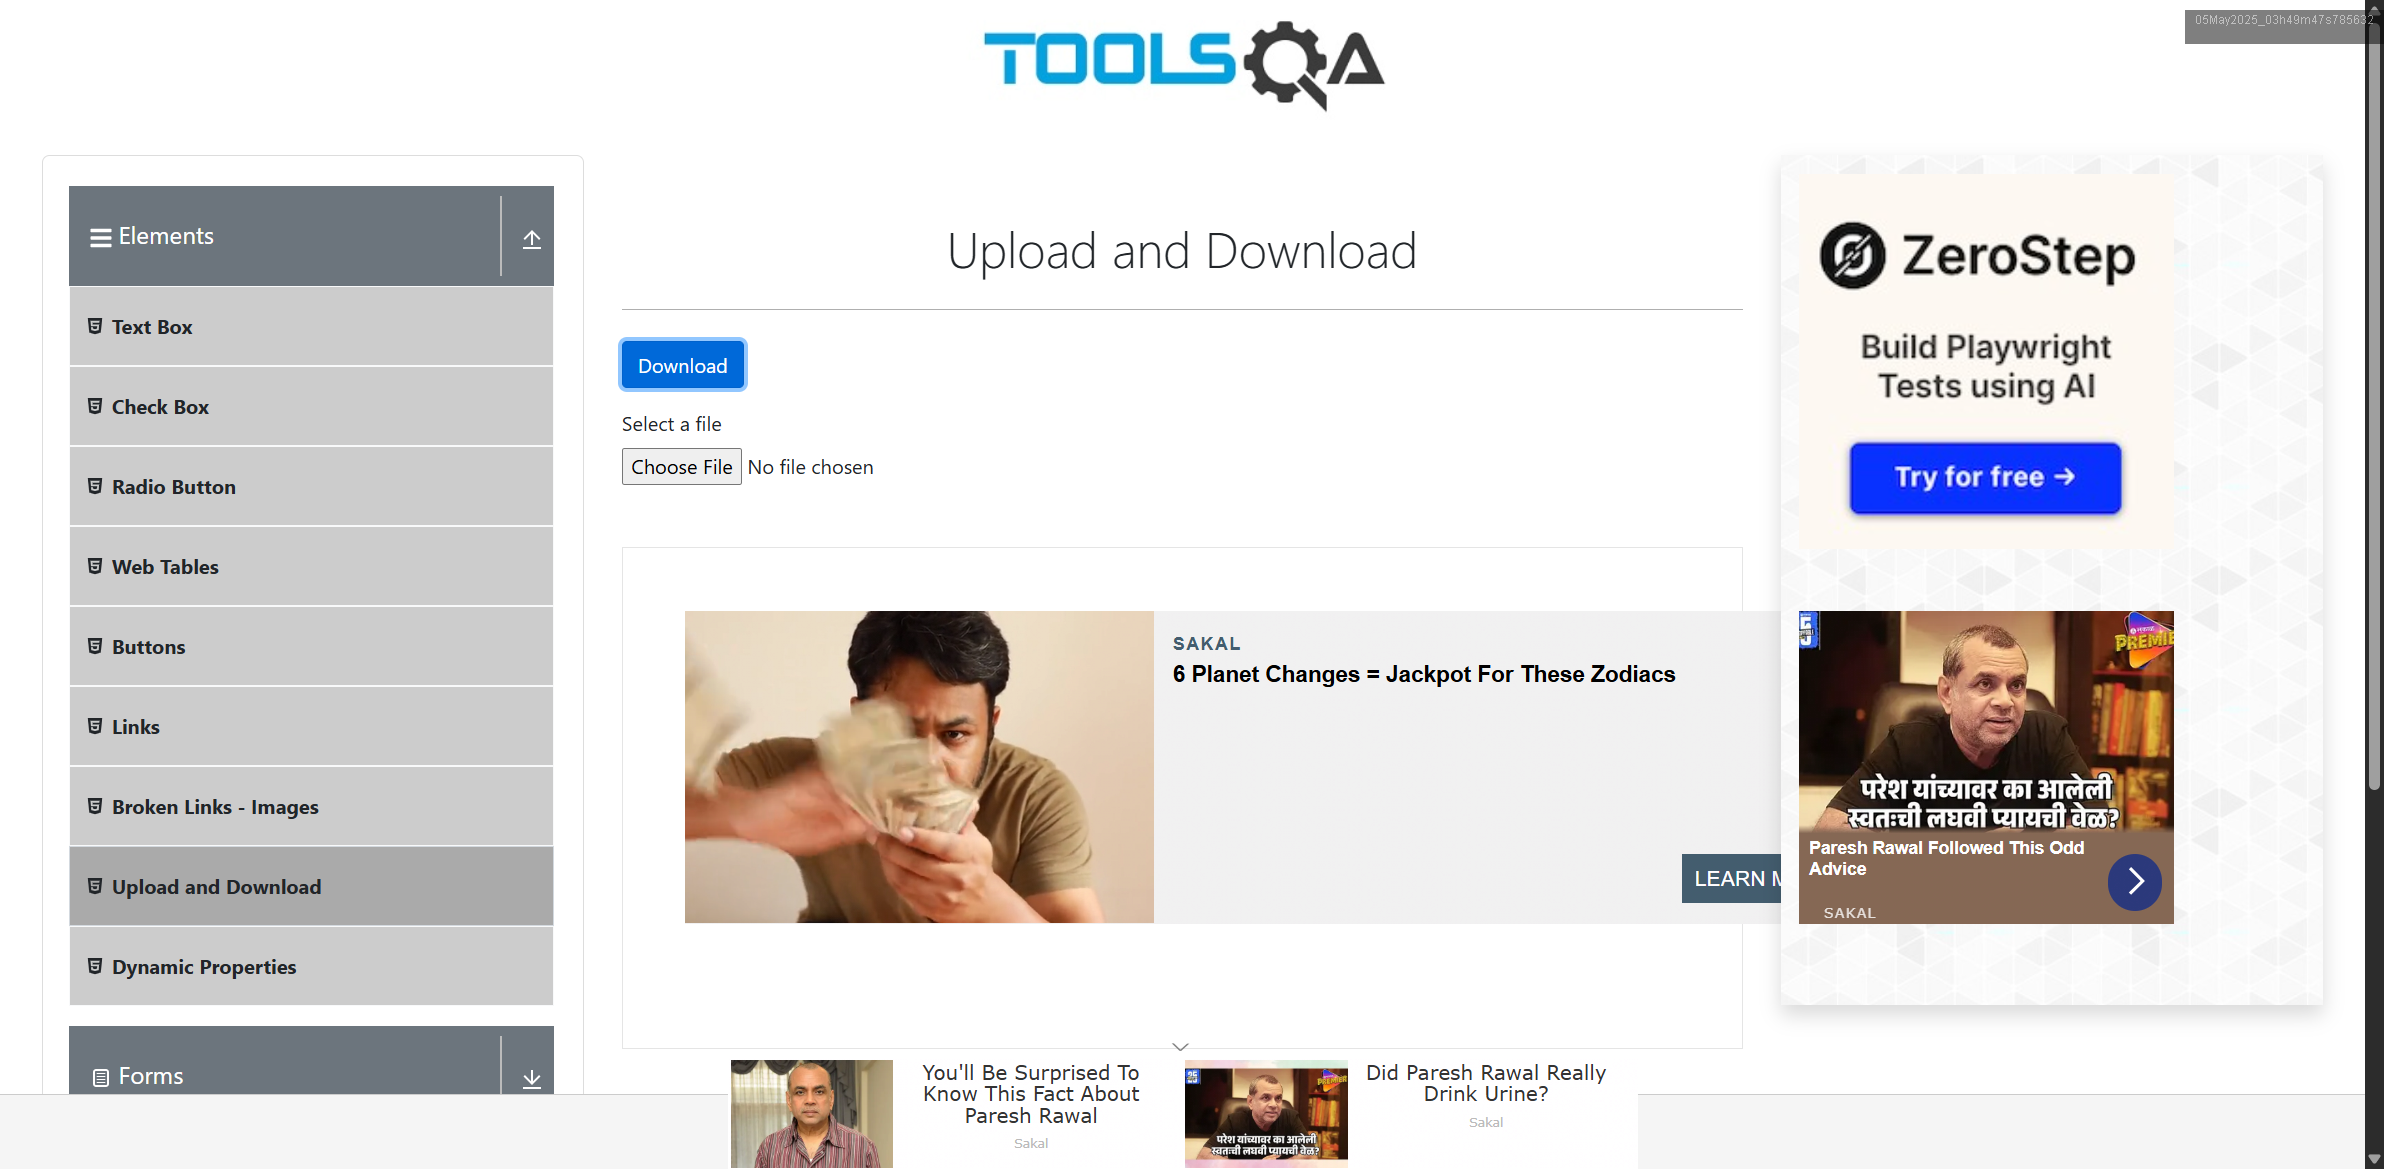 TOOLSQA
05May2025_03h49m47s785632
Elements
Text Box
Check Box
Radio Button
Web Tables
Buttons
Links
Broken Links - Images
Upload and Download
Dynamic Properties
Forms
Upload and Download
Download
Select a file
Choose File No file chosen
SAKAL
6 Planet Changes = Jackpot For These Zodiacs
LEARN M
You'll Be Surprised To
Know This Fact About
Paresh Rawal
Sakal
परेश यांच्यावर का आलेली
स्वतःची लघवी प्यायची वेळ?
Did Paresh Rawal Really
Drink Urine?
Sakal
ZeroStep
Build Playwright
Tests using AI
Try for free →
PREMIE
परेश यांच्यावर का आलेली
स्वतःची लघवी प्यायची वेळ?
Paresh Rawal Followed This Odd
Advice
SAKAL